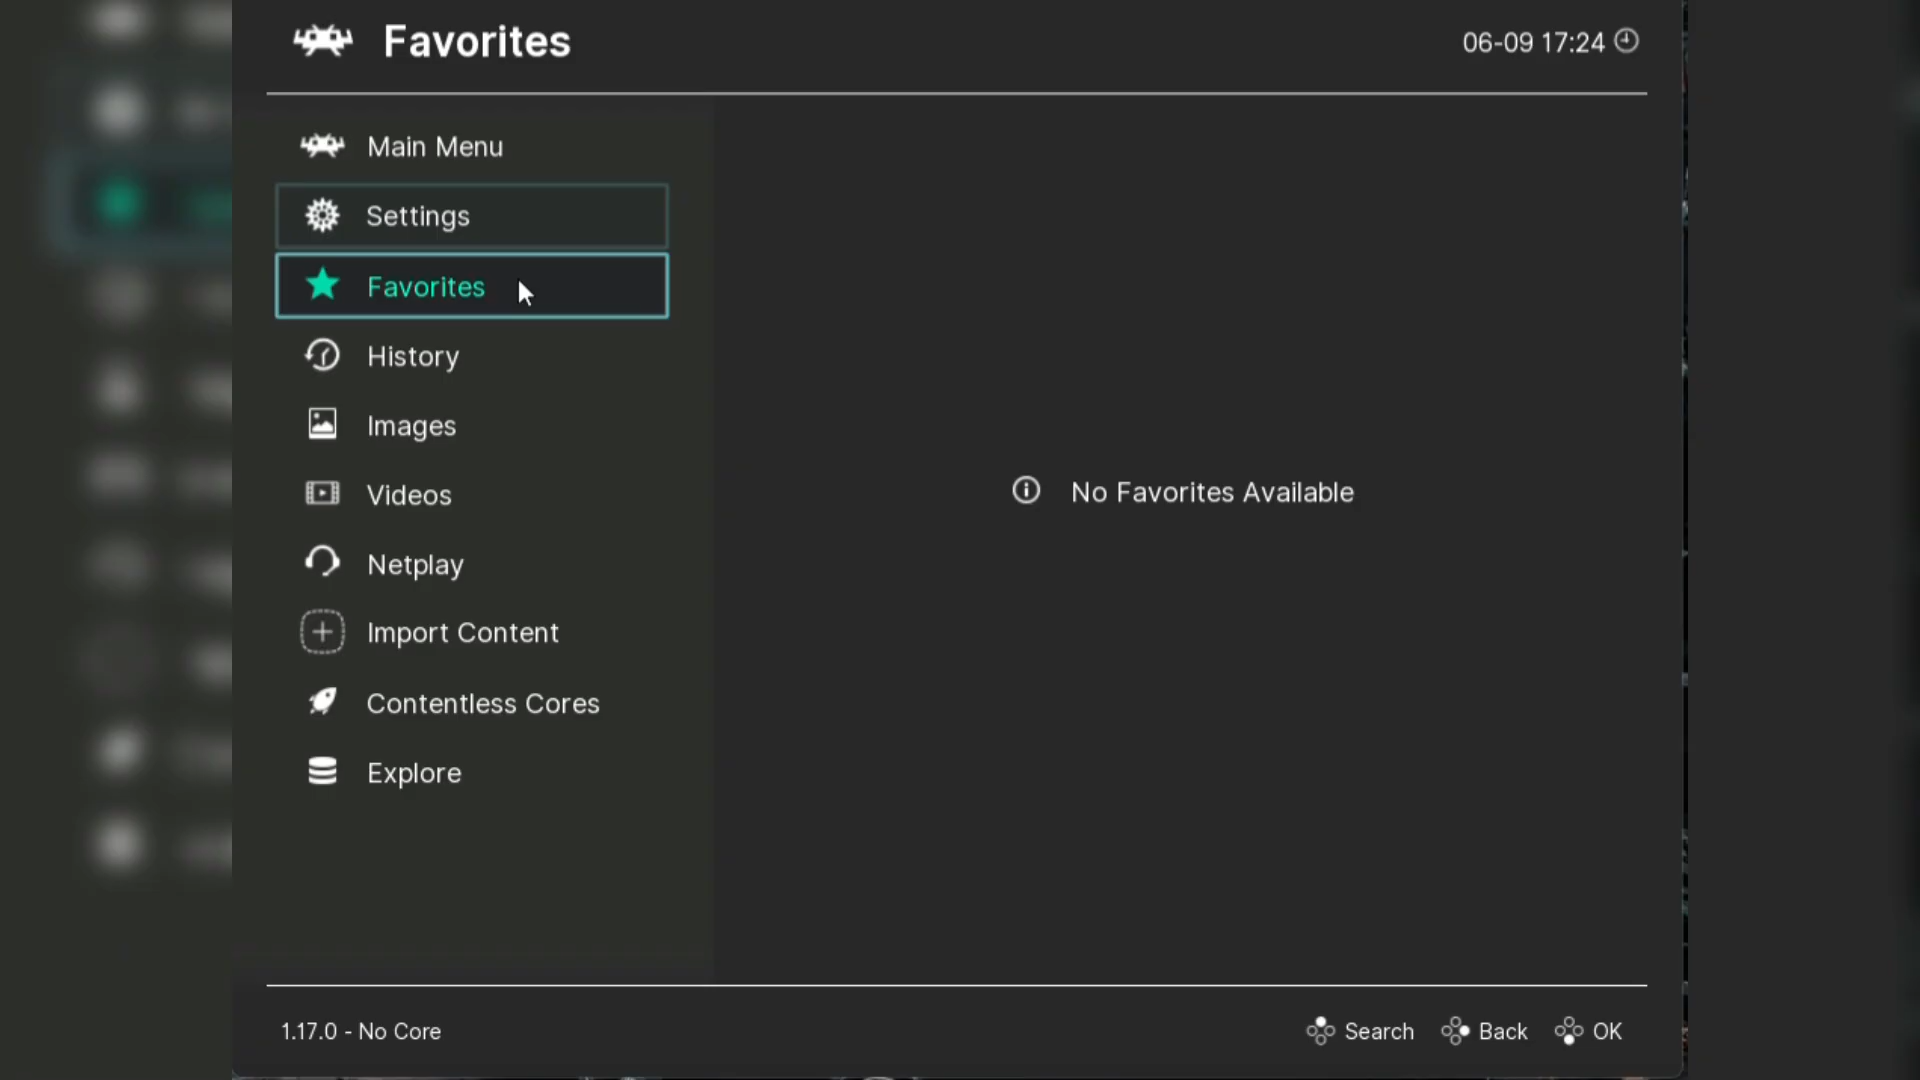 Favorites
06-09 17:24
Main Menu
Settings
Favorites
History
Images
Videos
Netplay
Import Content
Contentless Cores
Explore
No Favorites Available
1.17.0 - No Core
Search
Back
OK